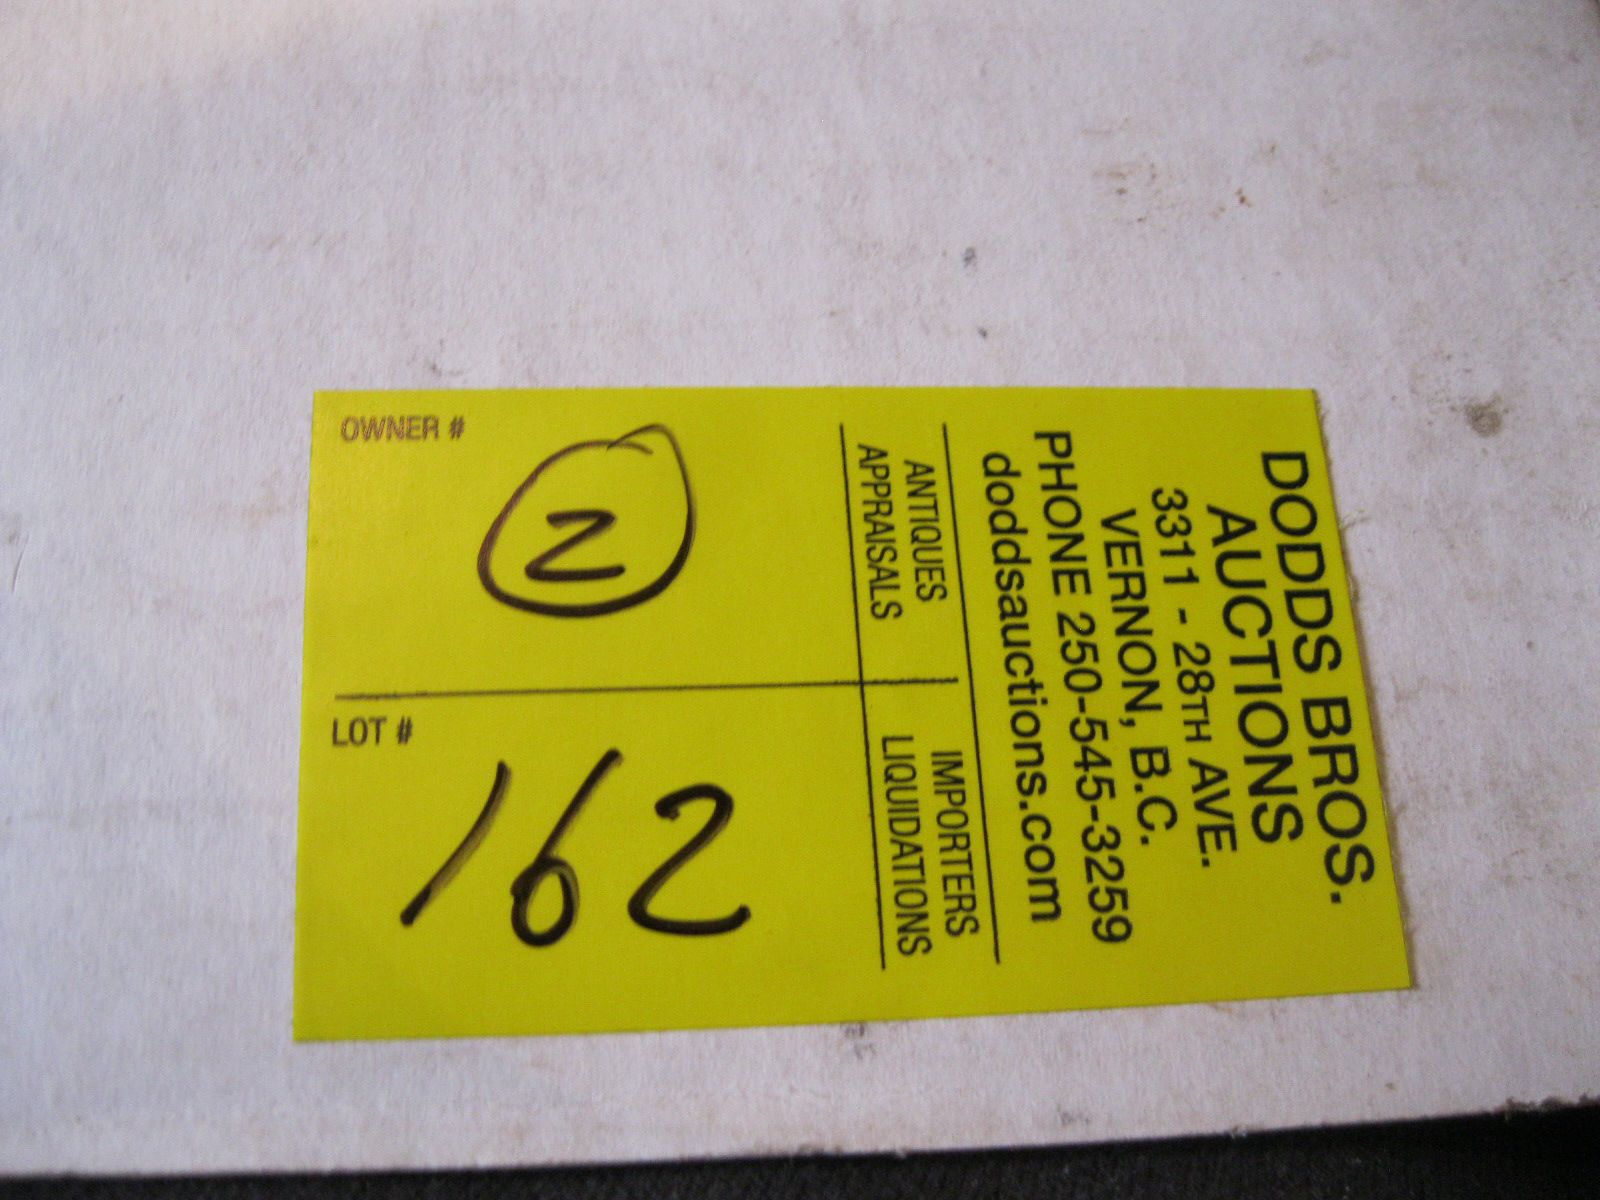 DODDS BROS.
AUCTIONS
3311 - 28TH AVE.
VERNON, B.C.
PHONE 250-545-3259
doddsauctions.com
ANTIQUES
APPRAISALS
IMPORTERS
LIQUIDATIONS
OWNER #
2
LOT #
162